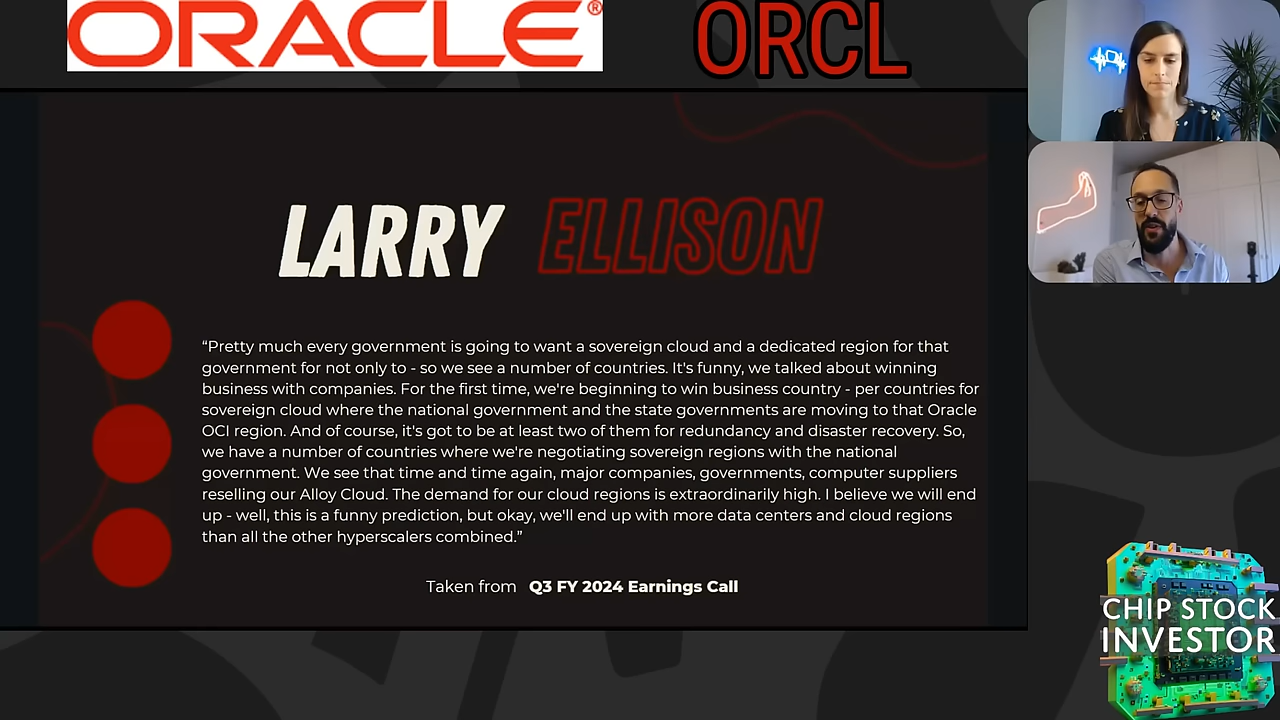 ORACLE®
ORCL
LARRY ELLISON
“Pretty much every government is going to want a sovereign cloud and a dedicated region for that
government for not only to - so we see a number of countries. It's funny, we talked about winning
business with companies. For the first time, we're beginning to win business country - per countries for
sovereign cloud where the national government and the state governments are moving to that Oracle
OCI region. And of course, it's got to be at least two of them for redundancy and disaster recovery. So,
we have a number of countries where we're negotiating sovereign regions with the national
government. We see that time and time again, major companies, governments, computer suppliers
reselling our Alloy Cloud. The demand for our cloud regions is extraordinarily high. I believe we will end
up - well, this is a funny prediction, but okay, we'll end up with more data centers and cloud regions
than all the other hyperscalers combined.”
Taken from Q3 FY 2024 Earnings Call
CHIP STOCK
INVESTOR